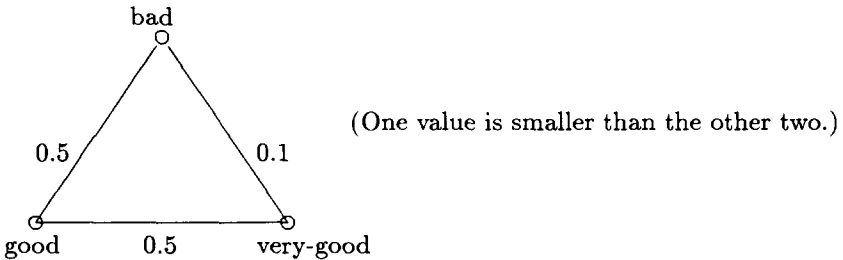 bad
(One value is smaller than the other two.)
0.5
0.1
good
0.5
very-good